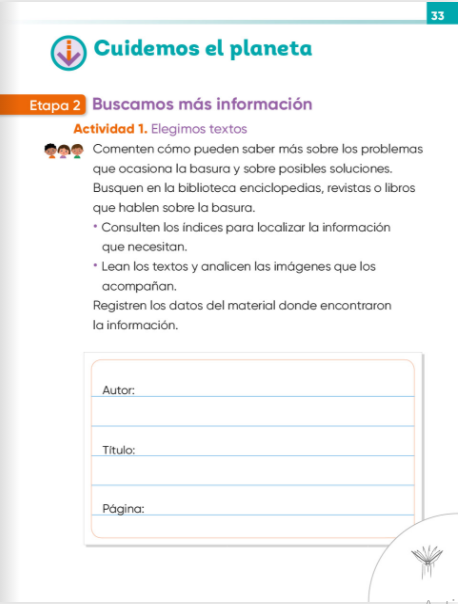 33
Cuidemos el planeta
Etapa 2 Buscamos más información
Actividad 1. Elegimos textos
Comenten cómo pueden saber más sobre los problemas
que ocasiona la basura y sobre posibles soluciones.
Busquen en la biblioteca enciclopedias, revistas o libros
que hablen sobre la basura.
• Consulten los índices para localizar la información
que necesitan.
• Lean los textos y analicen las imágenes que los
acompañan.
Registren los datos del material donde encontraron
la información.
Autor:
Título:
Página: